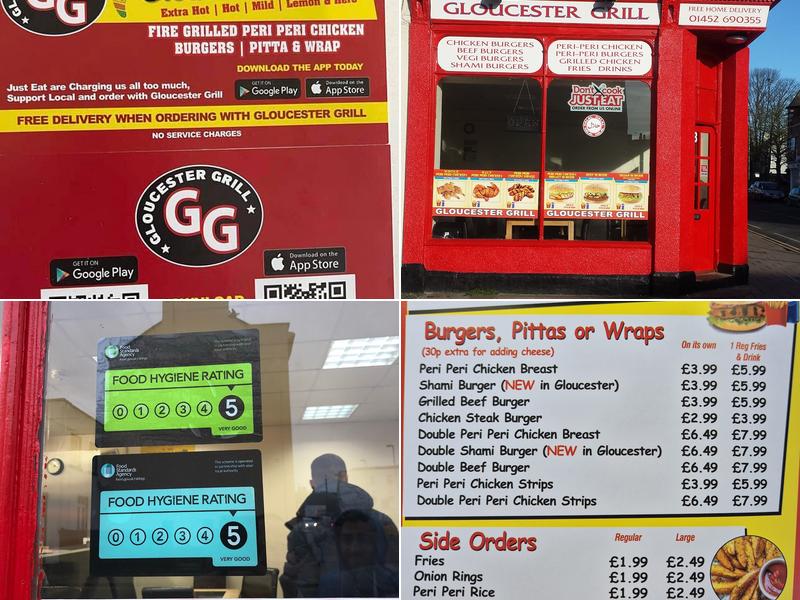 GG
Extra Hot | Hot | Mild | Lemon & Herb
FIRE GRILLED PERI PERI CHICKEN
BURGERS | PITTA & WRAP
DOWNLOAD THE APP TODAY
Just Eat are Charging us all too much,
Support Local and order with Gloucester Grill
GET IT ON
Google Play
Download on the
App Store
FREE DELIVERY WHEN ORDERING WITH GLOUCESTER GRILL
NO SERVICE CHARGES
GLOUCESTER GRILL
GG
GET IT ON
Google Play
Download on the
App Store
GLOUCESTER GRILL
FREE HOME DELIVERY
01452 690355
CHICKEN BURGERS
BEEF BURGERS
VEGI BURGERS
SHAMI BURGERS
PERI-PERI CHICKEN
PERI-PERI BURGERS
GRILLED CHICKEN
FRIES DRINKS
Don't cook
JUST EAT
ORDER FROM US ONLINE
GLOUCESTER GRILL
GLOUCESTER GRILL
Food
Standards
Agency
FOOD HYGIENE RATING
0 1 2 3 4 5
VERY GOOD
Food
Standards
Agency
FOOD HYGIENE RATING
0 1 2 3 4 5
VERY GOOD
Burgers, Pittas or Wraps
(30p extra for adding cheese)
On its own
1 Reg Fries
& Drink
Peri Peri Chicken Breast £3.99 £5.99
Shami Burger (NEW in Gloucester) £3.99 £5.99
Grilled Beef Burger £3.99 £5.99
Chicken Steak Burger £2.99 £3.99
Double Peri Peri Chicken Breast £6.49 £7.99
Double Shami Burger (NEW in Gloucester) £6.49 £7.99
Double Beef Burger £6.49 £7.99
Peri Peri Chicken Strips £3.99 £5.99
Double Peri Peri Chicken Strips £6.49 £7.99
Side Orders
Regular Large
Fries £1.99 £2.49
Onion Rings £1.99 £2.49
Peri Peri Rice £1.99 £2.49